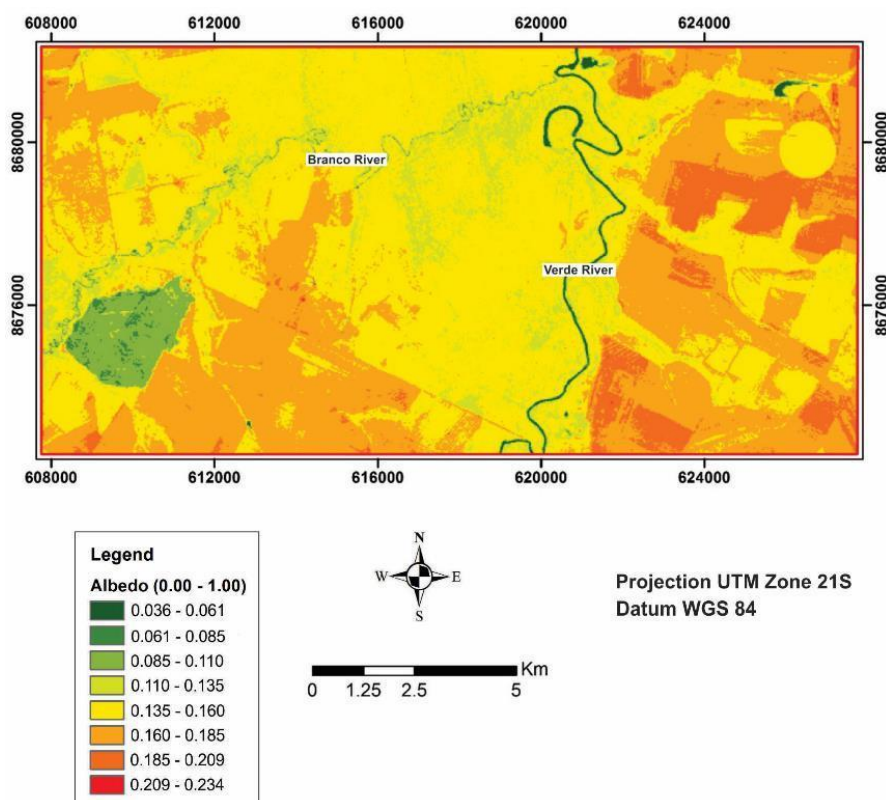 608000 612000 616000 620000 624000
8680000 8680000
Branco River
Verde River
8676000 8676000
608000 612000 616000 620000 624000
Legend
Albedo (0.00 - 1.00)
0.036 - 0.061
0.061 - 0.085
0.085 - 0.110
0.110 - 0.135
0.135 - 0.160
0.160 - 0.185
0.185 - 0.209
0.209 - 0.234
N
W E
S
Km
0 1.25 2.5 5
Projection UTM Zone 21S
Datum WGS 84